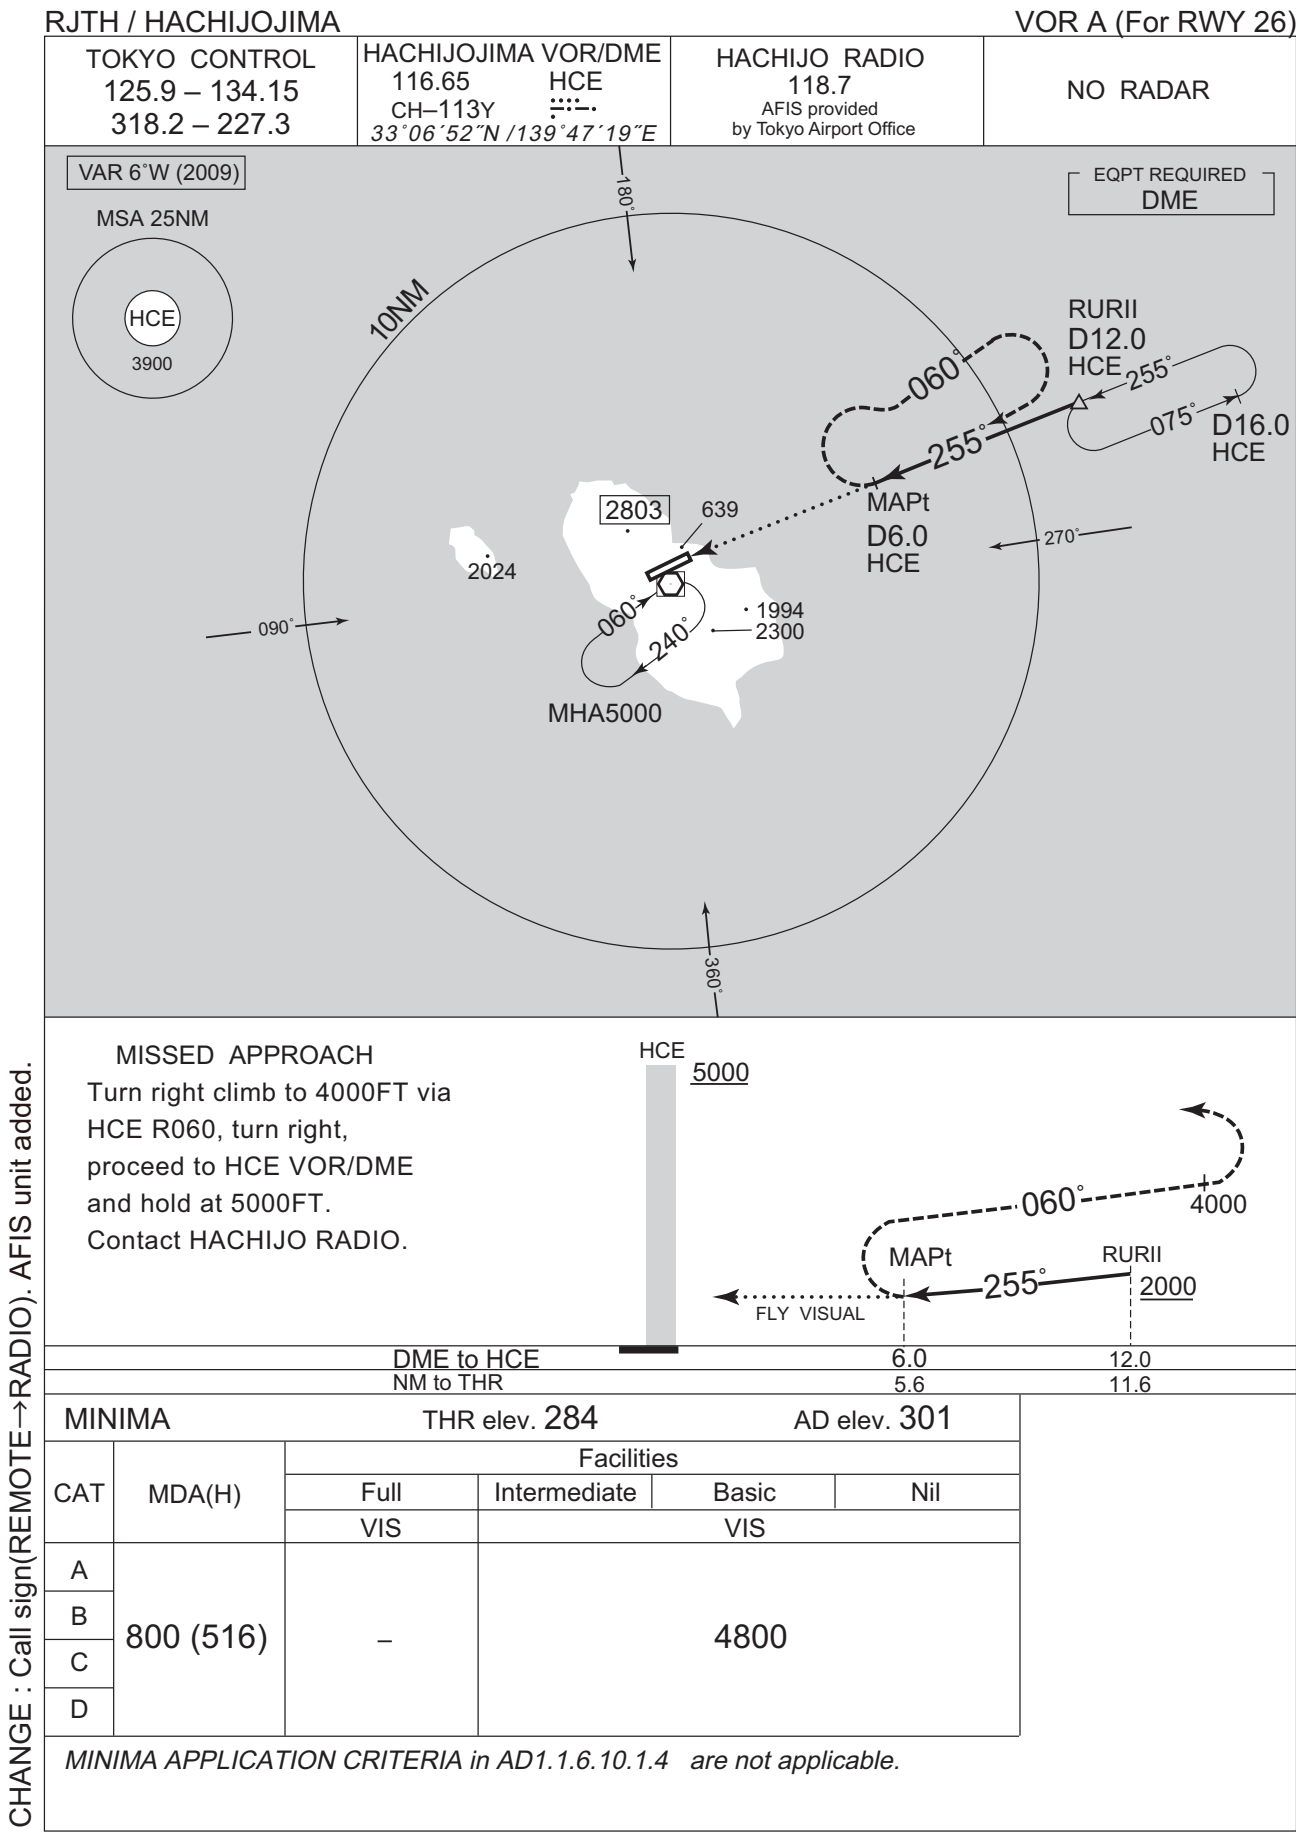 RJTH / HACHIJOJIMA
VOR A (For RWY 26)
TOKYO CONTROL
125.9 – 134.15
318.2 – 227.3
HACHIJOJIMA VOR/DME
116.65 HCE
CH–113Y
33°06´52˝N /139°47´19˝E
HACHIJO RADIO
118.7
AFIS provided
by Tokyo Airport Office
NO RADAR
VAR 6°W (2009)
MSA 25NM
HCE
3900
EQPT REQUIRED
DME
180°
10NM
RURII
D12.0
HCE
060°
255°
075°
D16.0
HCE
255°
MAPt
D6.0
HCE
270°
2803
639
2024
090°
060°
240°
1994
2300
MHA5000
360°
MISSED APPROACH
Turn right climb to 4000FT via
HCE R060, turn right,
proceed to HCE VOR/DME
and hold at 5000FT.
Contact HACHIJO RADIO.
HCE
5000
060°
4000
MAPt
RURII
255°
2000
FLY VISUAL
DME to HCE 6.0 12.0
NM to THR 5.6 11.6
MINIMA THR elev. 284 AD elev. 301
CAT MDA(H) Facilities
Full Intermediate Basic Nil
VIS VIS
A
B
C
D
800 (516) – 4800
MINIMA APPLICATION CRITERIA in AD1.1.6.10.1.4 are not applicable.
CHANGE : Call sign(REMOTE→RADIO). AFIS unit added.